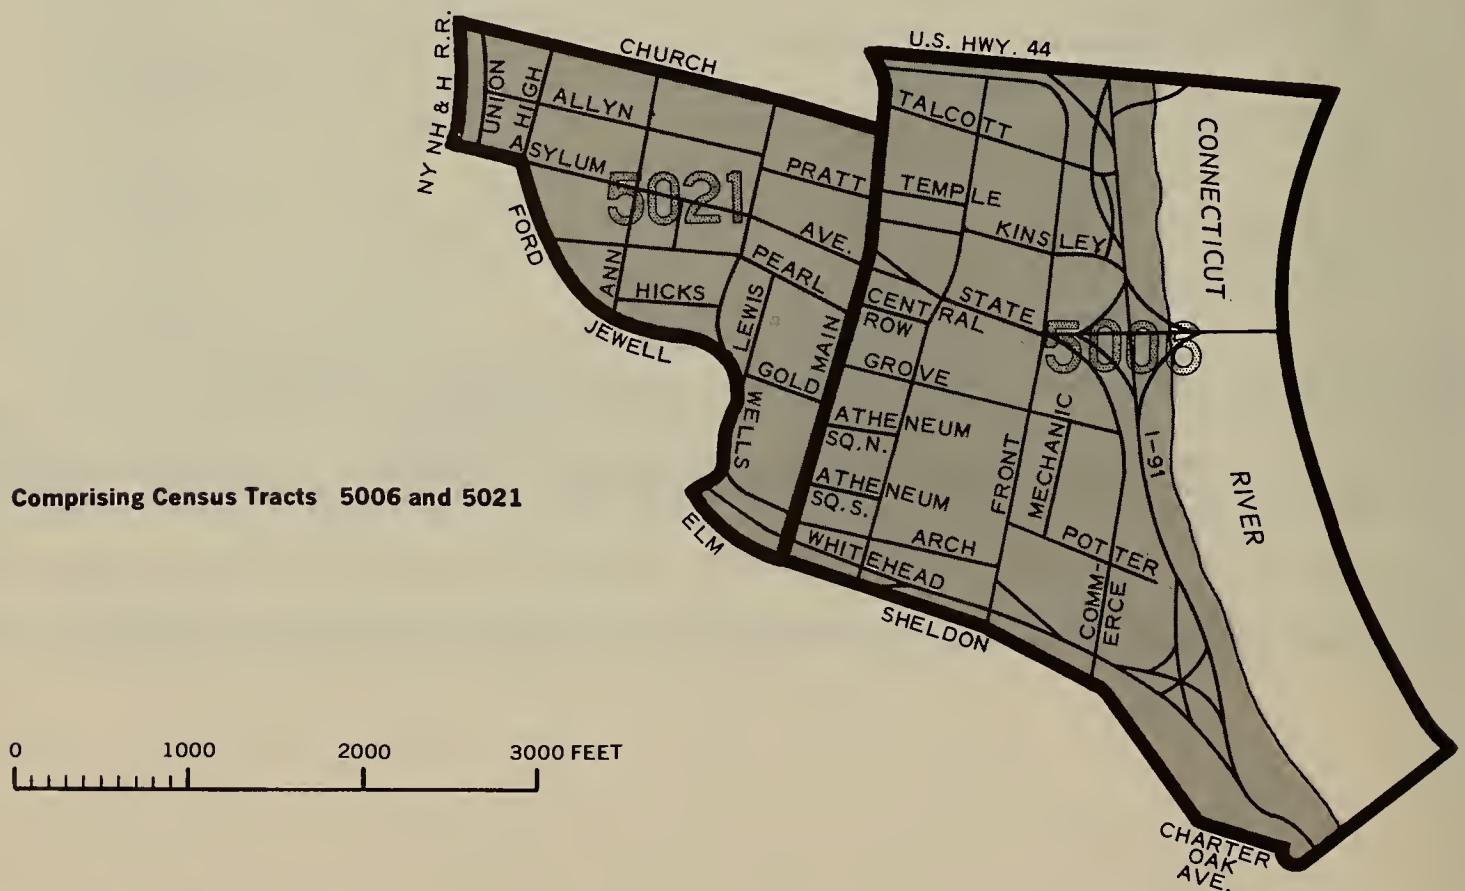 U.S. HWY. 44
CHURCH
NY NH & H R.R.
UNION
HIGH
ALLYN
ASYLUM
AVE.
5021
PRATT
TALCOTT
TEMPLE
KINSLEY
CONNECTICUT
RIVER
FORD
ANN
HICKS
JEWELL
LEWIS
PEARL
GOLD
MAIN
WELLS
CENTRAL
ROW
STATE
GROVE
5006
ATHENEUM
SQ. N.
ATHENEUM
SQ. S.
FRONT
MECHANIC
I-91
ARCH
POTTER
WHITEHEAD
COMM-
ERCE
ELM
SHELDON
CHARTER
OAK
AVE.
Comprising Census Tracts 5006 and 5021
0 1000 2000 3000 FEET